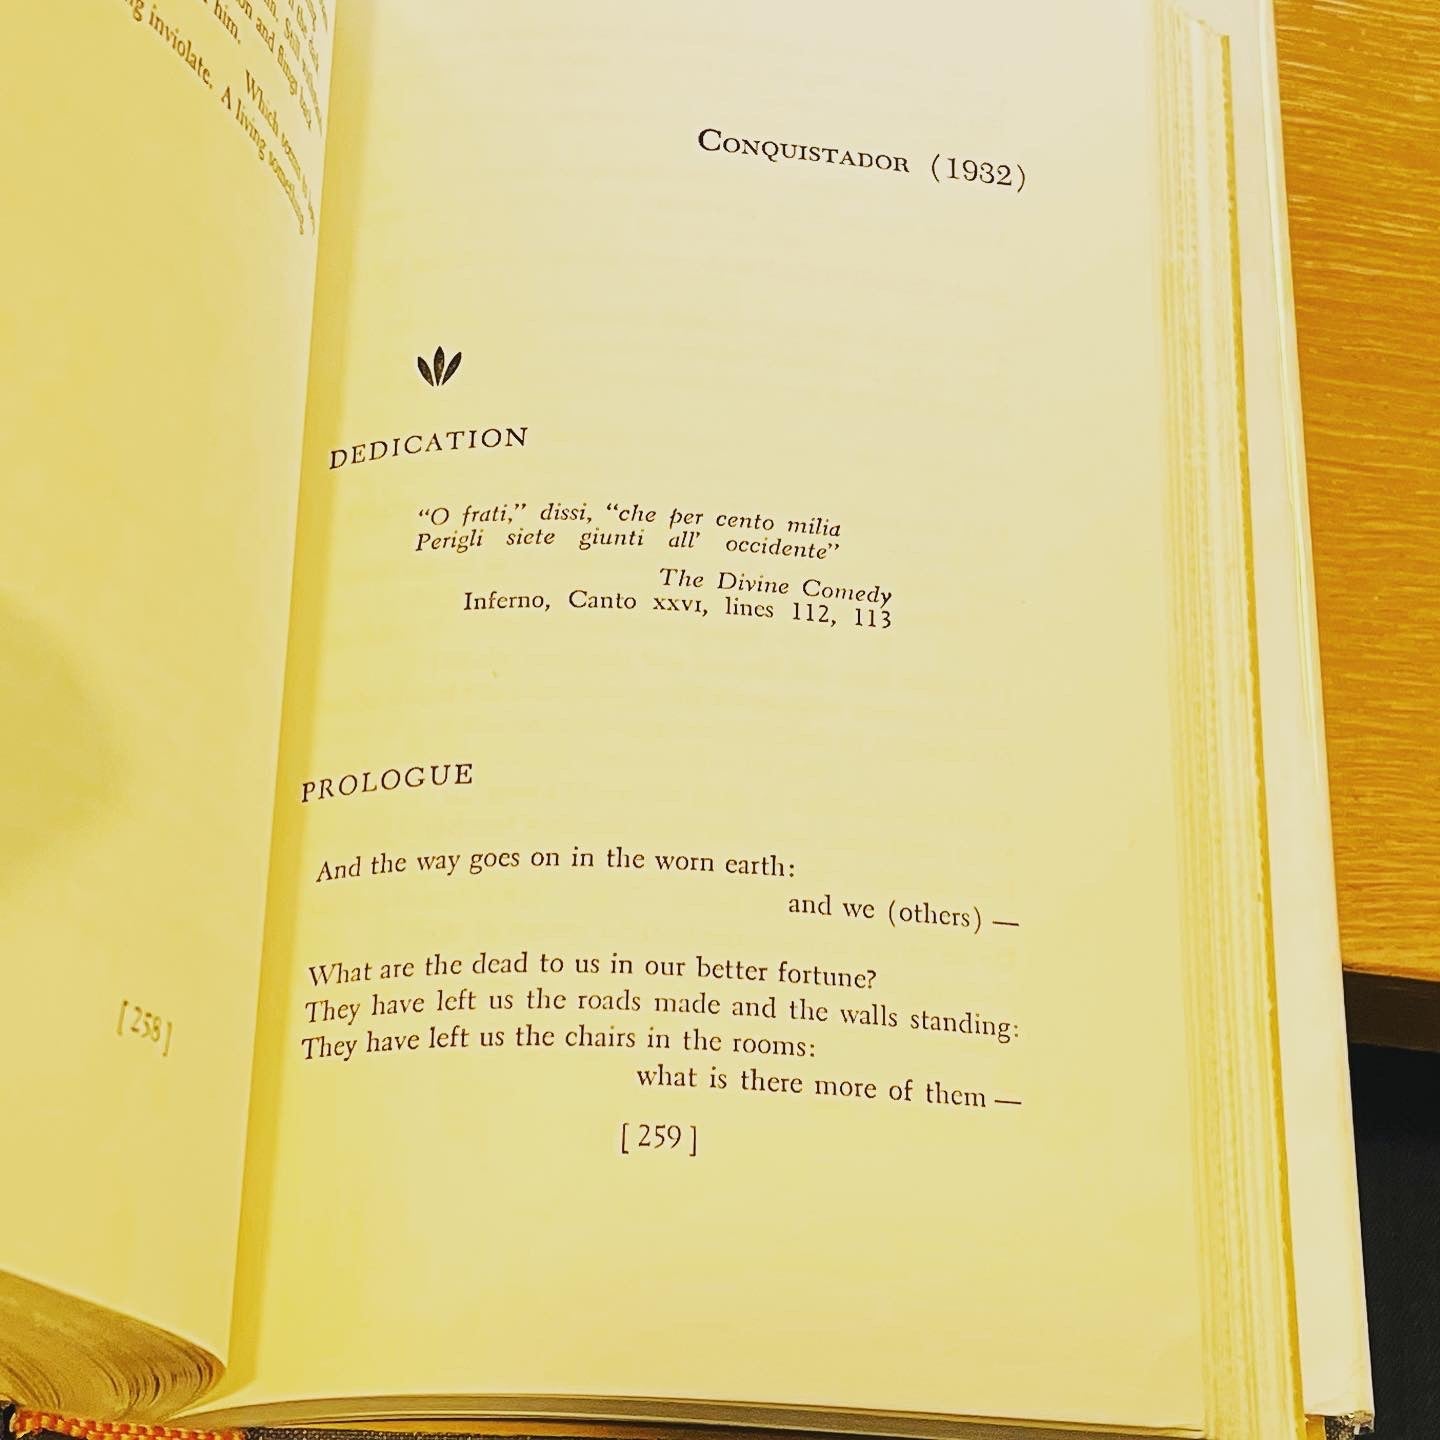 him. Which
inviolate. A living something
[258]
CONQUISTADOR (1932)
DEDICATION
“O frati,” dissi, “che per cento milia
Perigli siete giunti all’ occidente”
The Divine Comedy
Inferno, Canto XXVI, lines 112, 113
PROLOGUE
And the way goes on in the worn earth:
and we (others) —
What are the dead to us in our better fortune?
They have left us the roads made and the walls standing:
They have left us the chairs in the rooms:
what is there more of them —
[259]